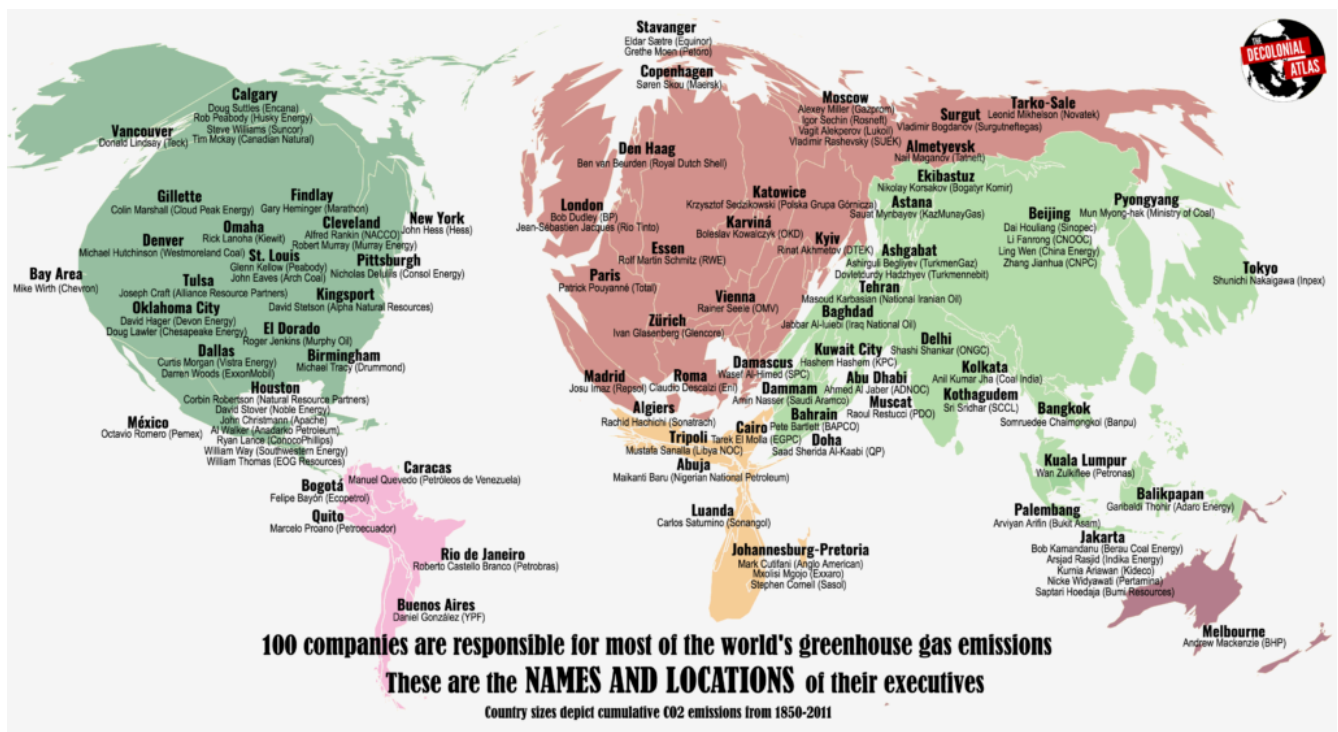 THE
DECOLONIAL
ATLAS
Stavanger
Eldar Sætre (Equinor)
Grethe Moen (Petoro)
Copenhagen
Søren Skou (Maersk)
Calgary
Doug Suttles (Encana)
Rob Peabody (Husky Energy)
Steve Williams (Suncor)
Tim Mckay (Canadian Natural)
Vancouver
Donald Lindsay (Teck)
Moscow
Alexey Miller (Gazprom)
Igor Sechin (Rosneft)
Vagit Alekperov (Lukoil)
Vladimir Rashevsky (SUEK)
Surgut
Vladimir Bogdanov (Surgutneftegas)
Tarko-Sale
Leonid Mikhelson (Novatek)
Almetyevsk
Nail Maganov (Tatneft)
Den Haag
Ben van Beurden (Royal Dutch Shell)
Ekibastuz
Nikolay Korsakov (Bogatyr Komir)
Gillette
Colin Marshall (Cloud Peak Energy)
Findlay
Gary Heminger (Marathon)
New York
John Hess (Hess)
Omaha
Rick Lanoha (Kiewit)
Cleveland
Alfred Rankin (NACCO)
Robert Murray (Murray Energy)
Denver
Michael Hutchinson (Westmoreland Coal)
St. Louis
Glenn Kellow (Peabody)
John Eaves (Arch Coal)
Pittsburgh
Nicholas DeIuliis (Consol Energy)
Bay Area
Mike Wirth (Chevron)
Tulsa
Joseph Craft (Alliance Resource Partners)
Kingsport
David Stetson (Alpha Natural Resources)
Oklahoma City
David Hager (Devon Energy)
Doug Lawler (Chesapeake Energy)
El Dorado
Roger Jenkins (Murphy Oil)
Dallas
Curtis Morgan (Vistra Energy)
Darren Woods (ExxonMobil)
Birmingham
Michael Tracy (Drummond)
Houston
Corbin Robertson (Natural Resource Partners)
David Stover (Noble Energy)
John Christmann (Apache)
Al Walker (Anadarko Petroleum)
Ryan Lance (ConocoPhillips)
William Way (Southwestern Energy)
William Thomas (EOG Resources)
México
Octavio Romero (Pemex)
London
Bob Dudley (BP)
Jean-Sébastien Jacques (Rio Tinto)
Katowice
Krzysztof Sedzikowski (Polska Grupa Górnicza)
Karviná
Boleslav Kowalczyk (OKD)
Kyiv
Rinat Akhmetov (DTEK)
Essen
Rolf Martin Schmitz (RWE)
Paris
Patrick Pouyanné (Total)
Vienna
Rainer Seele (OMV)
Zürich
Ivan Glasenberg (Glencore)
Madrid
Josu Imaz (Repsol)
Roma
Claudio Descalzi (Eni)
Astana
Sauat Mynbayev (KazMunayGas)
Ashgabat
Ashirguli Begliyev (TurkmenGaz)
Dovletdurdy Hadzhyev (Turkmennebit)
Tehran
Masoud Karbasian (National Iranian Oil)
Baghdad
Jabbar Al-luiebi (Iraq National Oil)
Beijing
Dai Houliang (Sinopec)
Li Fanrong (CNOOC)
Ling Wen (China Energy)
Zhang Jianhua (CNPC)
Pyongyang
Mun Myong-hak (Ministry of Coal)
Tokyo
Shunichi Nakaigawa (Inpex)
Damascus
Wasef Al-Himed (SPC)
Kuwait City
Hashem Hashem (KPC)
Delhi
Shashi Shankar (ONGC)
Kolkata
Anil Kumar Jha (Coal India)
Dammam
Amin Nasser (Saudi Aramco)
Abu Dhabi
Ahmed Al Jaber (ADNOC)
Muscat
Raoul Restucci (PDO)
Kothagudem
Sri Sridhar (SCCL)
Bahrain
Pete Bartlett (BAPCO)
Doha
Saad Sherida Al-Kaabi (QP)
Bangkok
Somruedee Chaimongkol (Banpu)
Algiers
Rachid Hachichi (Sonatrach)
Cairo
Tarek El Molla (EGPC)
Tripoli
Mustafa Sanalla (Libya NOC)
Abuja
Maikanti Baru (Nigerian National Petroleum)
Luanda
Carlos Saturnino (Sonangol)
Johannesburg-Pretoria
Mark Cutifani (Anglo American)
Mxolisi Mgojo (Exxaro)
Stephen Cornell (Sasol)
Kuala Lumpur
Wan Zulkiflee (Petronas)
Balikpapan
Garibaldi Thohir (Adaro Energy)
Palembang
Arviyan Arifin (Bukit Asam)
Jakarta
Bob Kamandanu (Berau Coal Energy)
Arsjad Rasjid (Indika Energy)
Kurnia Ariawan (Kideco)
Nicke Widyawati (Pertamina)
Saptari Hoedaja (Bumi Resources)
Melbourne
Andrew Mackenzie (BHP)
Caracas
Manuel Quevedo (Petróleos de Venezuela)
Bogotá
Felipe Bayón (Ecopetrol)
Quito
Marcelo Proano (Petroecuador)
Rio de Janeiro
Roberto Castello Branco (Petrobras)
Buenos Aires
Daniel González (YPF)
100 companies are responsible for most of the world's greenhouse gas emissions
These are the NAMES AND LOCATIONS of their executives
Country sizes depict cumulative CO2 emissions from 1850-2011